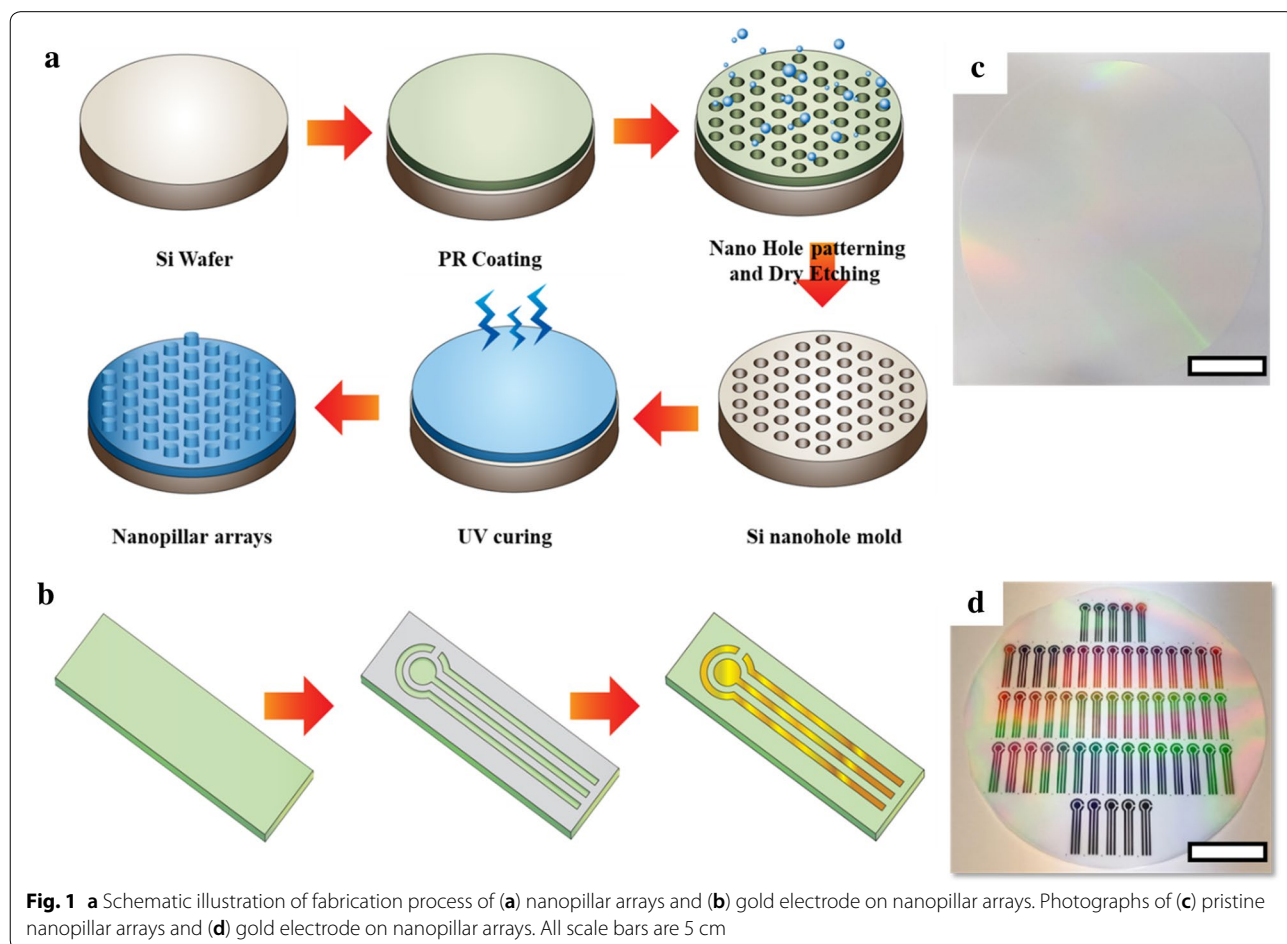 a
c
Si Wafer
PR Coating
Nano Hole patterning
and Dry Etching
Nanopillar arrays
UV curing
Si nanohole mold
b
d
Fig. 1 a Schematic illustration of fabrication process of (a) nanopillar arrays and (b) gold electrode on nanopillar arrays. Photographs of (c) pristine
nanopillar arrays and (d) gold electrode on nanopillar arrays. All scale bars are 5 cm